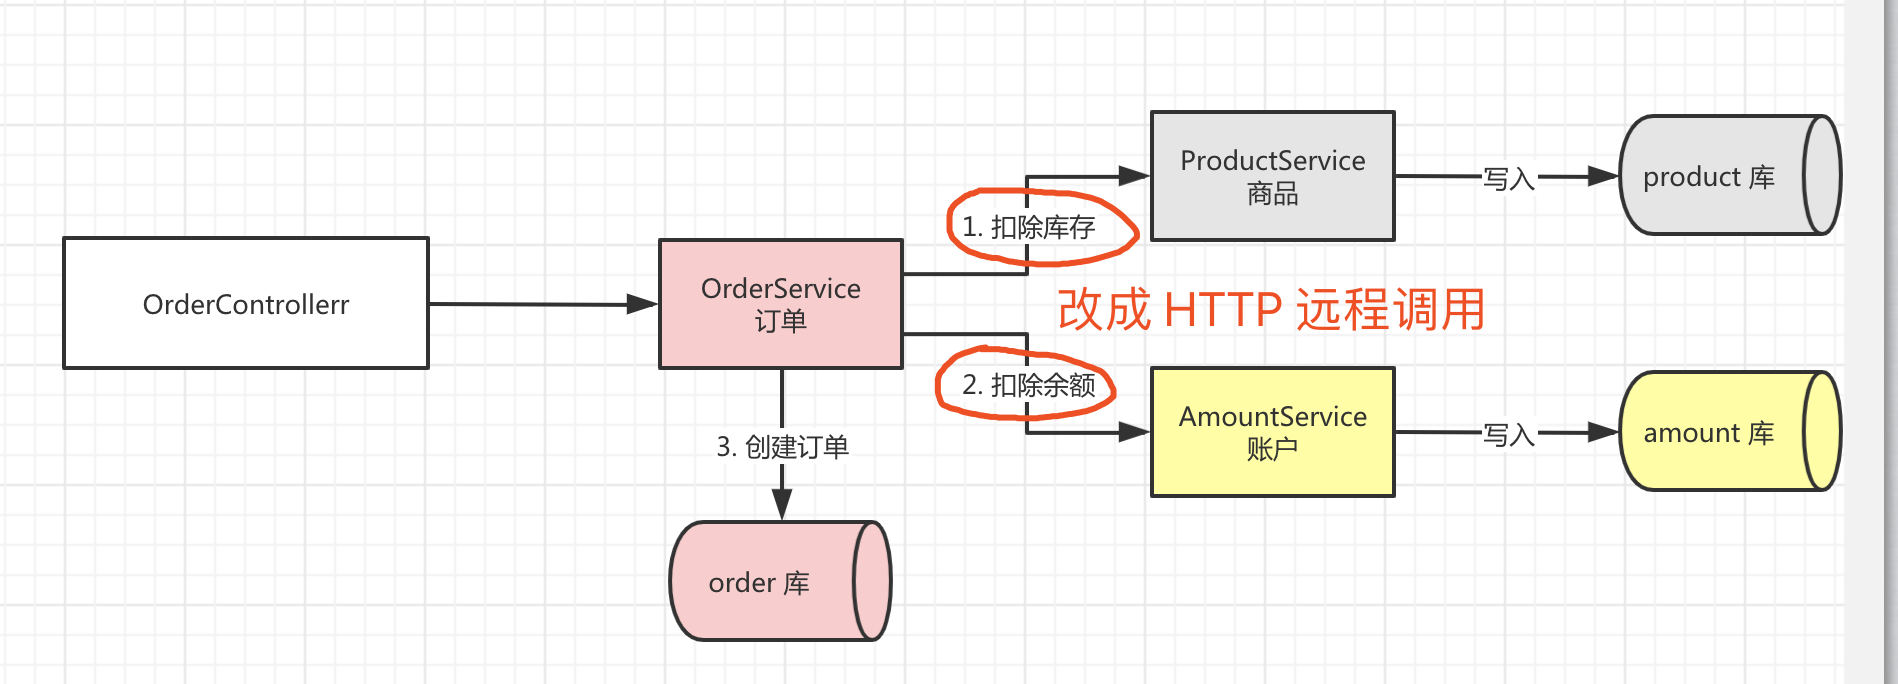 OrderControllerr
OrderService
订单
1. 扣除库存
ProductService
商品
写入
product 库
改成 HTTP 远程调用
2. 扣除余额
AmountService
账户
写入
amount 库
3. 创建订单
order 库